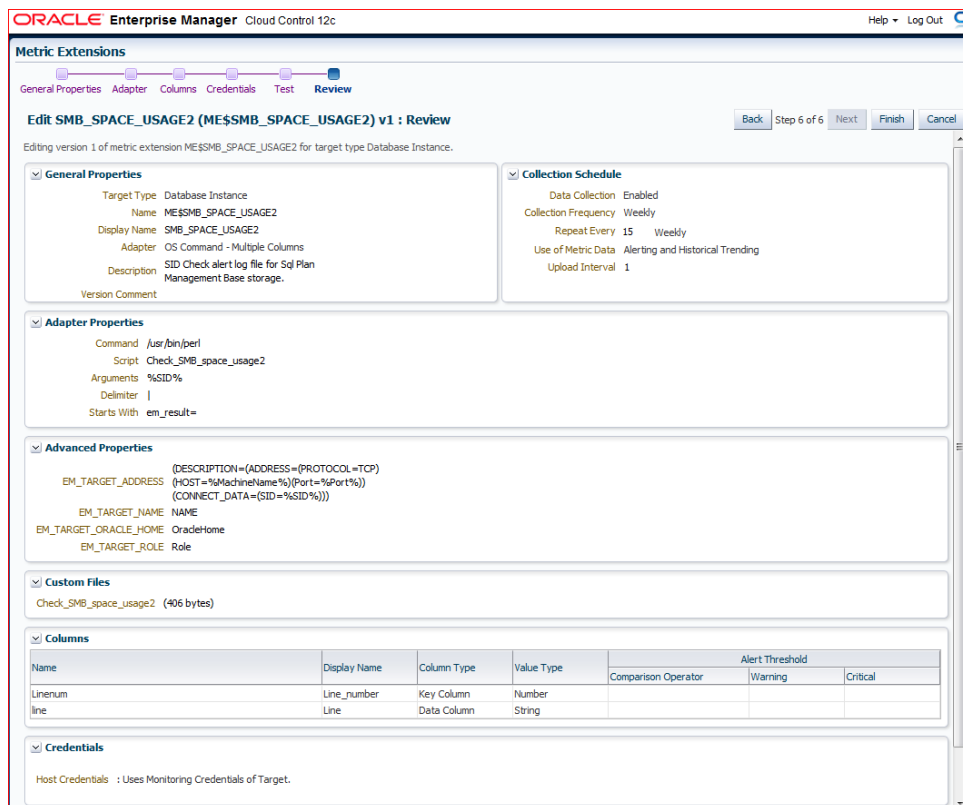 ORACLE Enterprise Manager Cloud Control 12c
Help Log Out
Metric Extensions
General Properties Adapter Columns Credentials Test Review
Edit SMB_SPACE_USAGE2 (ME$SMB_SPACE_USAGE2) v1 : Review
Back Step 6 of 6 Next Finish Cancel
Editing version 1 of metric extension ME$SMB_SPACE_USAGE2 for target type Database Instance.
General Properties
Target Type Database Instance
Name ME$SMB_SPACE_USAGE2
Display Name SMB_SPACE_USAGE2
Adapter OS Command - Multiple Columns
Description SID Check alert log file for Sql Plan
Management Base storage.
Version Comment
Collection Schedule
Data Collection Enabled
Collection Frequency Weekly
Repeat Every 15 Weekly
Use of Metric Data Alerting and Historical Trending
Upload Interval 1
Adapter Properties
Command /usr/bin/perl
Script Check_SMB_space_usage2
Arguments %SID%
Delimiter |
Starts With em_result=
Advanced Properties
EM_TARGET_ADDRESS (DESCRIPTION=(ADDRESS=(PROTOCOL=TCP)
(HOST=%MachineName%)(Port=%Port%))
(CONNECT_DATA=(SID=%SID%)))
EM_TARGET_NAME NAME
EM_TARGET_ORACLE_HOME OracleHome
EM_TARGET_ROLE Role
Custom Files
Check_SMB_space_usage2 (406 bytes)
Columns
Name Display Name Column Type Value Type Alert Threshold
Comparison Operator Warning Critical
Linenum Line_number Key Column Number
line Line Data Column String
Credentials
Host Credentials : Uses Monitoring Credentials of Target.